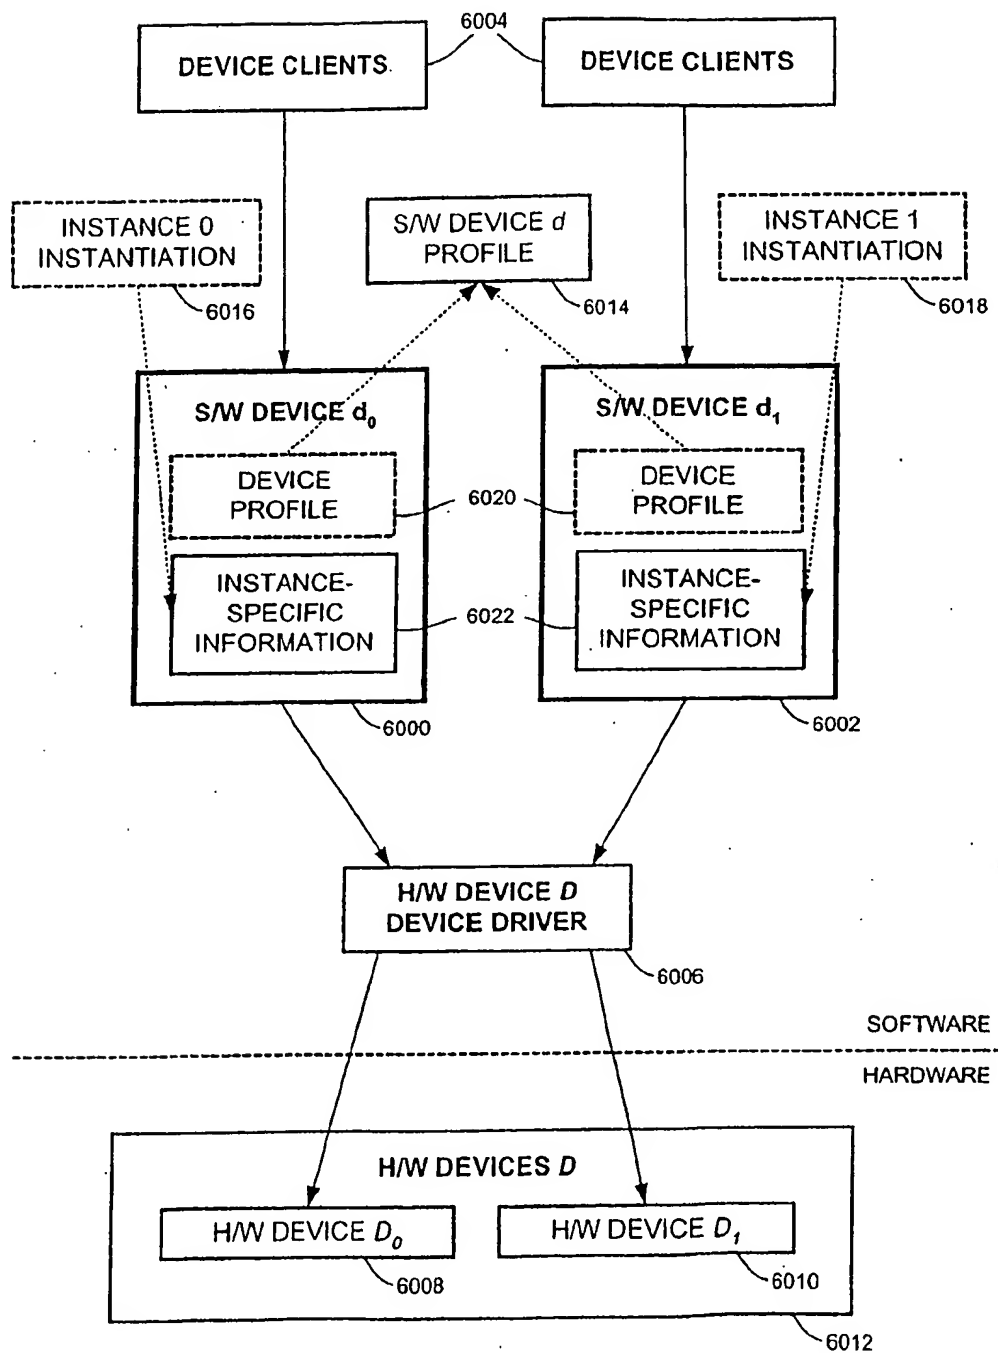 6004
DEVICE CLIENTS
DEVICE CLIENTS
INSTANCE 0
INSTANTIATION
6016
S/W DEVICE d
PROFILE
6014
INSTANCE 1
INSTANTIATION
6018
S/W DEVICE d0
DEVICE
PROFILE
INSTANCE-
SPECIFIC
INFORMATION
6000
6020
6022
S/W DEVICE d1
DEVICE
PROFILE
INSTANCE-
SPECIFIC
INFORMATION
6002
H/W DEVICE D
DEVICE DRIVER
6006
SOFTWARE
HARDWARE
H/W DEVICES D
H/W DEVICE D0
6008
H/W DEVICE D1
6010
6012